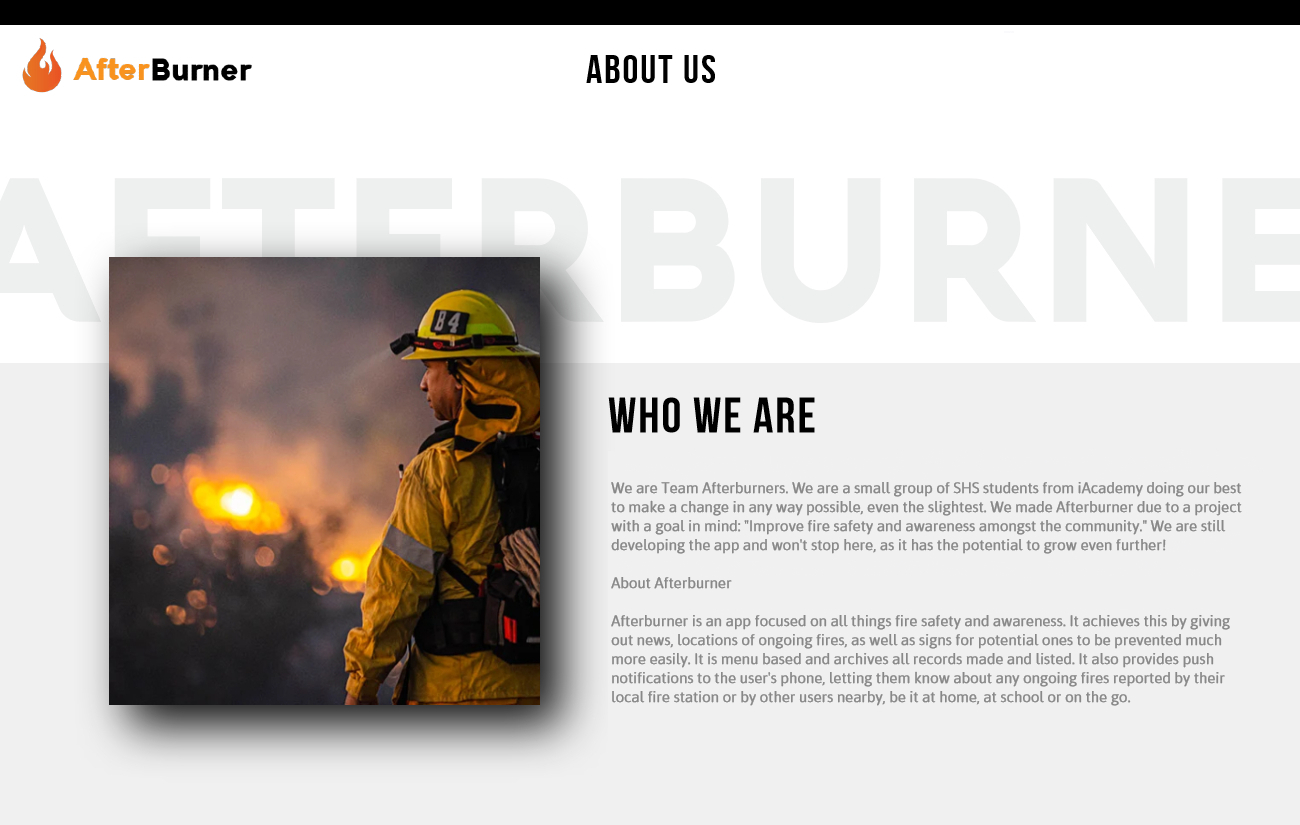 AfterBurner
ABOUT US
AFTERBURNE
B4
WHO WE ARE
We are Team Afterburners. We are a small group of SHS students from iAcademy doing our best
to make a change in any way possible, even the slightest. We made Afterburner due to a project
with a goal in mind: "Improve fire safety and awareness amongst the community." We are still
developing the app and won't stop here, as it has the potential to grow even further!
About Afterburner
Afterburner is an app focused on all things fire safety and awareness. It achieves this by giving
out news, locations of ongoing fires, as well as signs for potential ones to be prevented much
more easily. It is menu based and archives all records made and listed. It also provides push
notifications to the user's phone, letting them know about any ongoing fires reported by their
local fire station or by other users nearby, be it at home, at school or on the go.